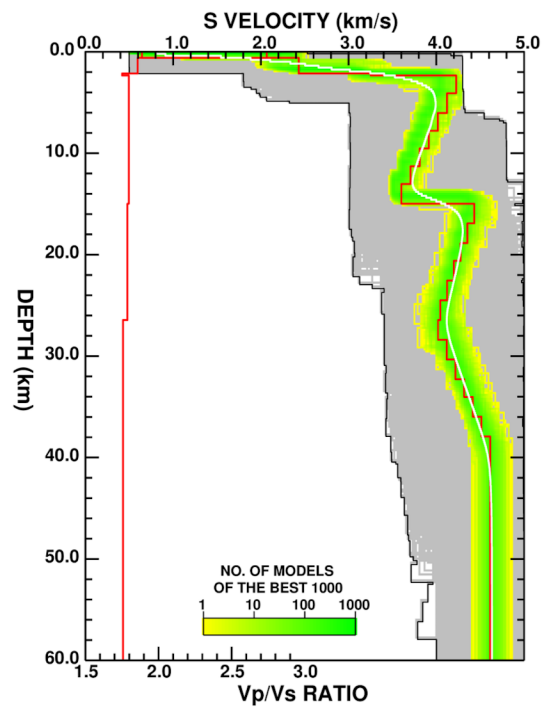 S VELOCITY (km/s)
0.0 1.0 2.0 3.0 4.0 5.0
0.0
10.0
20.0
30.0
40.0
50.0
60.0
DEPTH (km)
NO. OF MODELS
OF THE BEST 1000
1 10 100 1000
1.5 2.0 2.5 3.0
Vp/Vs RATIO